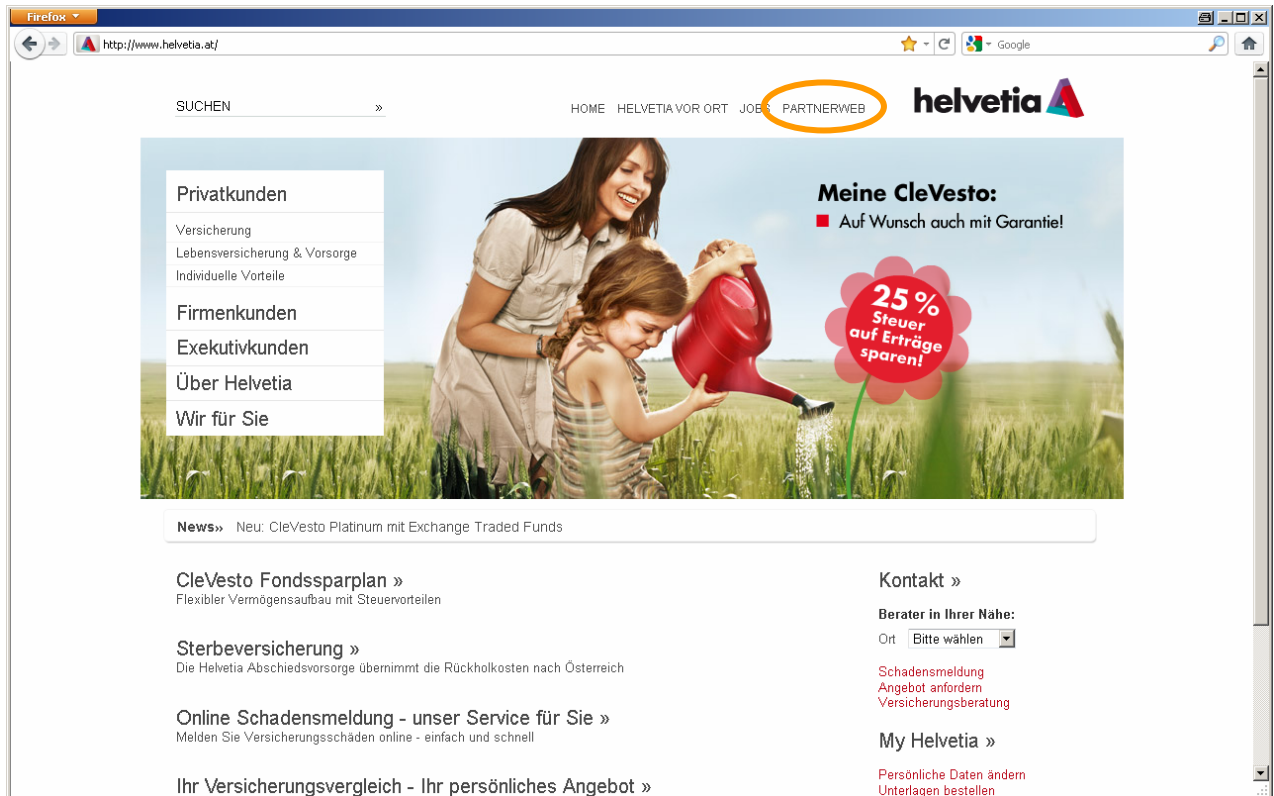 Firefox
http://www.helvetia.at/
Google
SUCHEN »
HOME HELVETIA VOR ORT JOBS PARTNERWEB
helvetia
Privatkunden
Versicherung
Lebensversicherung & Vorsorge
Individuelle Vorteile
Firmenkunden
Exekutivkunden
Über Helvetia
Wir für Sie
Meine CleVesto:
Auf Wunsch auch mit Garantie!
25 %
Steuer
auf Erträge
sparen!
News» Neu: CleVesto Platinum mit Exchange Traded Funds
CleVesto Fondssparplan »
Flexibler Vermögensaufbau mit Steuervorteilen
Sterbeversicherung »
Die Helvetia Abschiedsvorsorge übernimmt die Rückholkosten nach Österreich
Online Schadensmeldung - unser Service für Sie »
Melden Sie Versicherungsschäden online - einfach und schnell
Ihr Versicherungsvergleich - Ihr persönliches Angebot »
Kontakt »
Berater in Ihrer Nähe:
Ort Bitte wählen
Schadensmeldung
Angebot anfordern
Versicherungsberatung
My Helvetia »
Persönliche Daten ändern
Unterlagen bestellen